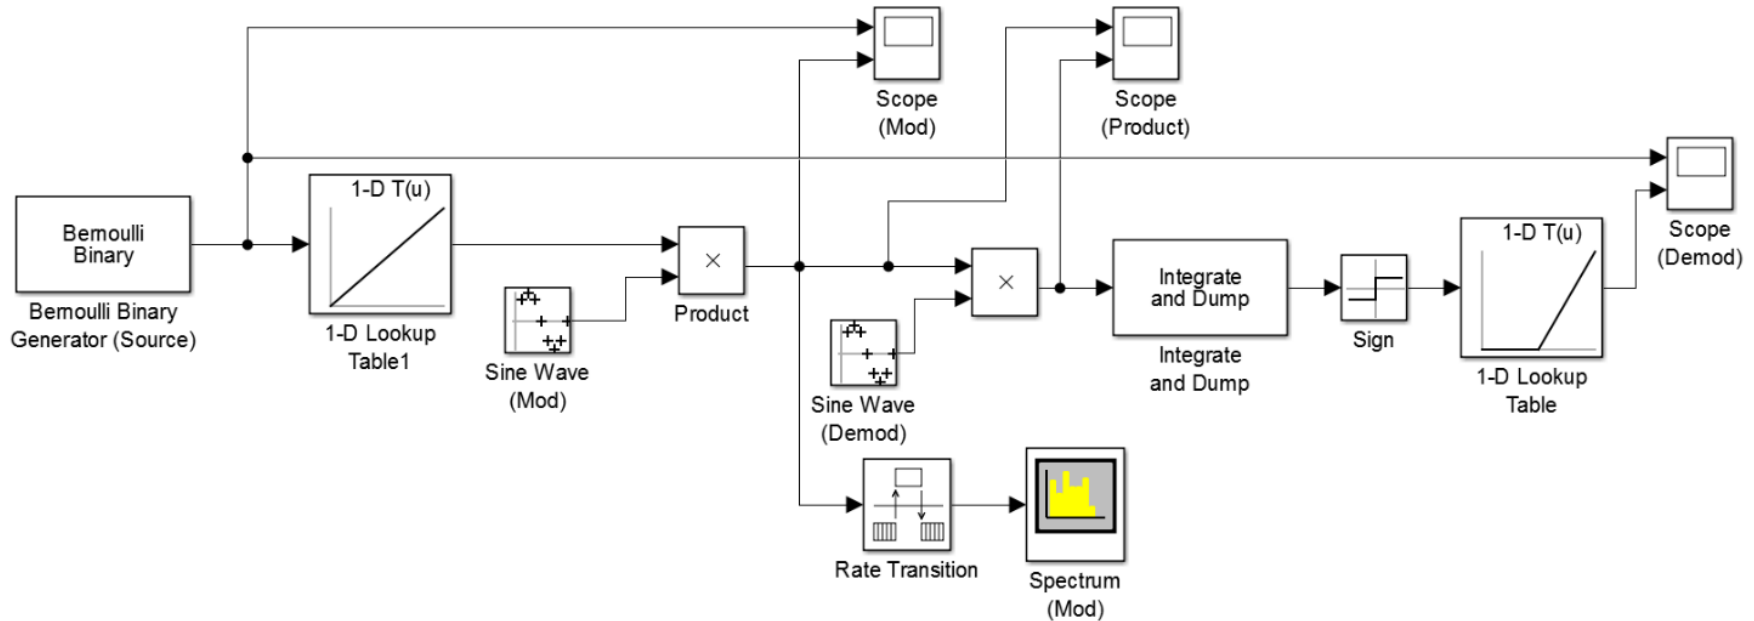 Scope
(Mod)
Scope
(Product)
Scope
(Demod)
Bernoulli
Binary
Bernoulli Binary
Generator (Source)
1-D T(u)
1-D Lookup
Table1
Sine Wave
(Mod)
×
Product
Sine Wave
(Demod)
×
Integrate
and Dump
Integrate
and Dump
Sign
1-D T(u)
1-D Lookup
Table
Rate Transition
Spectrum
(Mod)